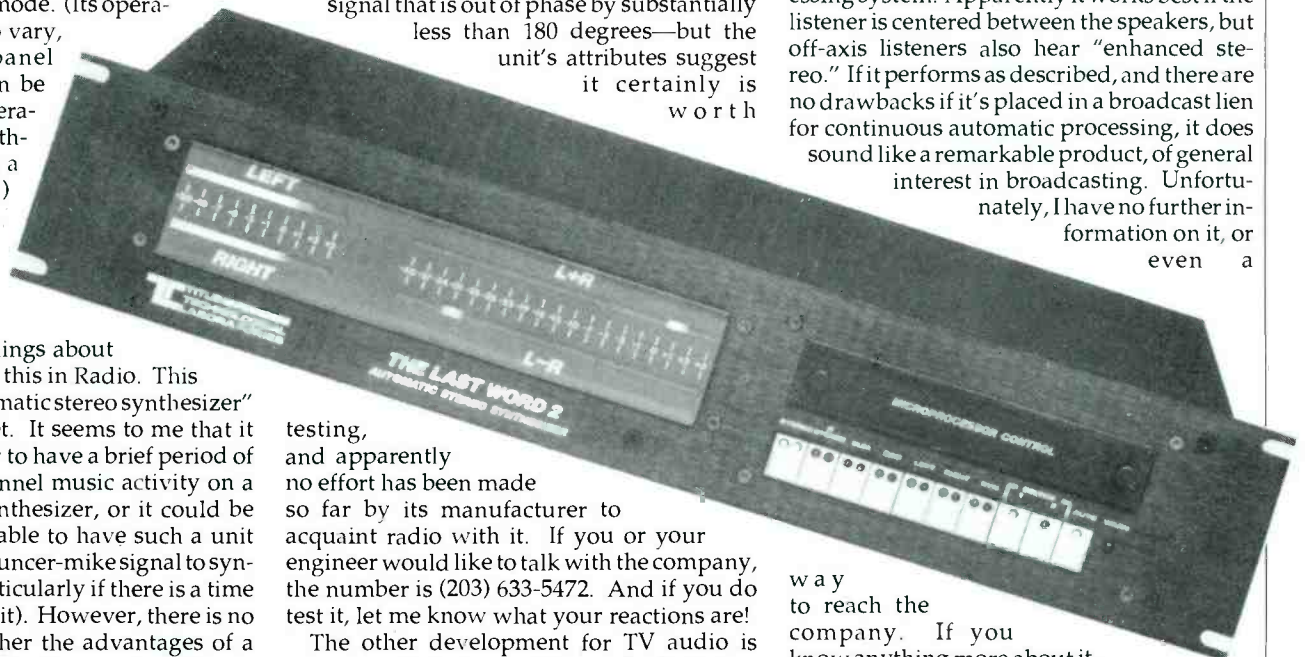 mode. (Its opera-
vary,
panel
n be
era-
th-
a
)
ings about
this in Radio. This
matic stereo synthesizer"
t. It seems to me that it
to have a brief period of
nnel music activity on a
nthesizer, or it could be
able to have such a unit
uncer-mike signal to syn-
ticularly if there is a time
it). However, there is no
her the advantages of a
signal that is out of phase by substantially
less than 180 degrees—but the
unit's attributes suggest
it certainly is
worth
LEFT
RIGHT
L+R
L-R
THE LAST WORD 2
AUTOMATIC STEREO SYNTHESIZER
MICROPROCESSOR CONTROL
testing,
and apparently
no effort has been made
so far by its manufacturer to
acquaint radio with it. If you or your
engineer would like to talk with the company,
the number is (203) 633-5472. And if you do
test it, let me know what your reactions are!
The other development for TV audio is
essing system. Apparently it works best if the
listener is centered between the speakers, but
off-axis listeners also hear "enhanced ste-
reo." If it performs as described, and there are
no drawbacks if it's placed in a broadcast lien
for continuous automatic processing, it does
sound like a remarkable product, of general
interest in broadcasting. Unfortu-
nately, I have no further in-
formation on it, or
even a
way
to reach the
company. If you
know anything more about it